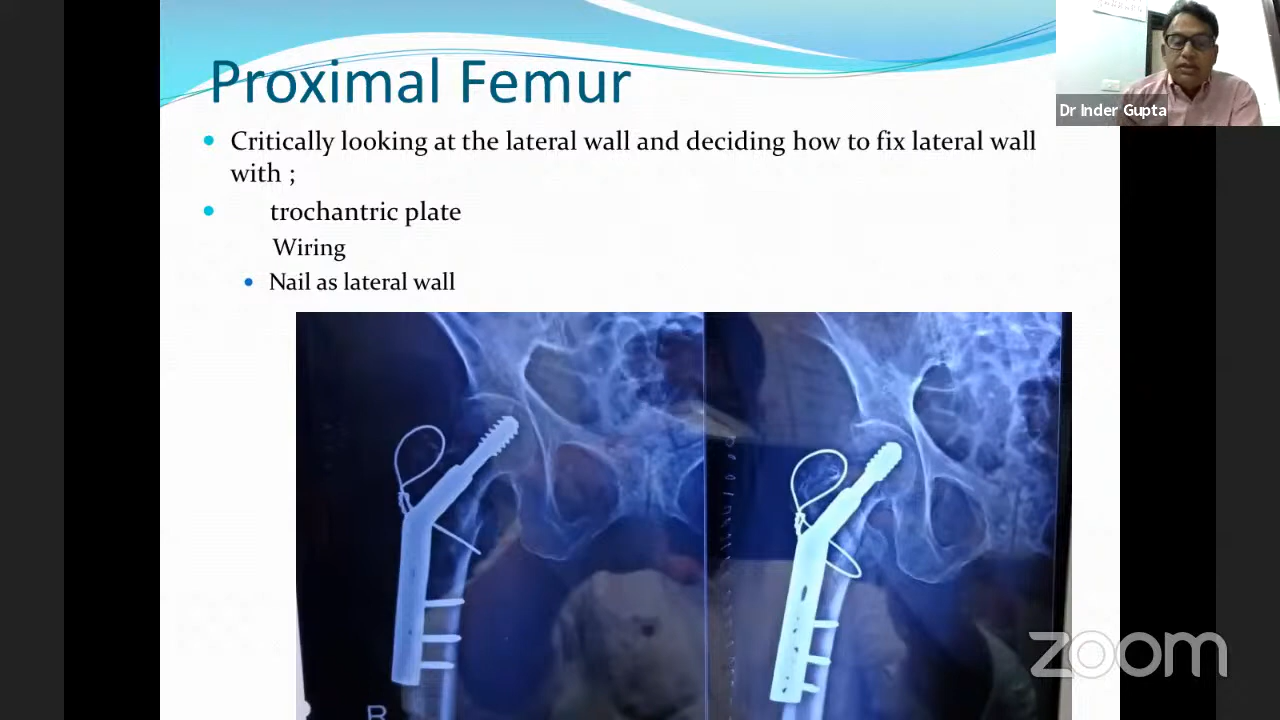 Proximal Femur
Dr Inder Gupta
Critically looking at the lateral wall and deciding how to fix lateral wall
with ;
trochantric plate
Wiring
Nail as lateral wall
R
zoom